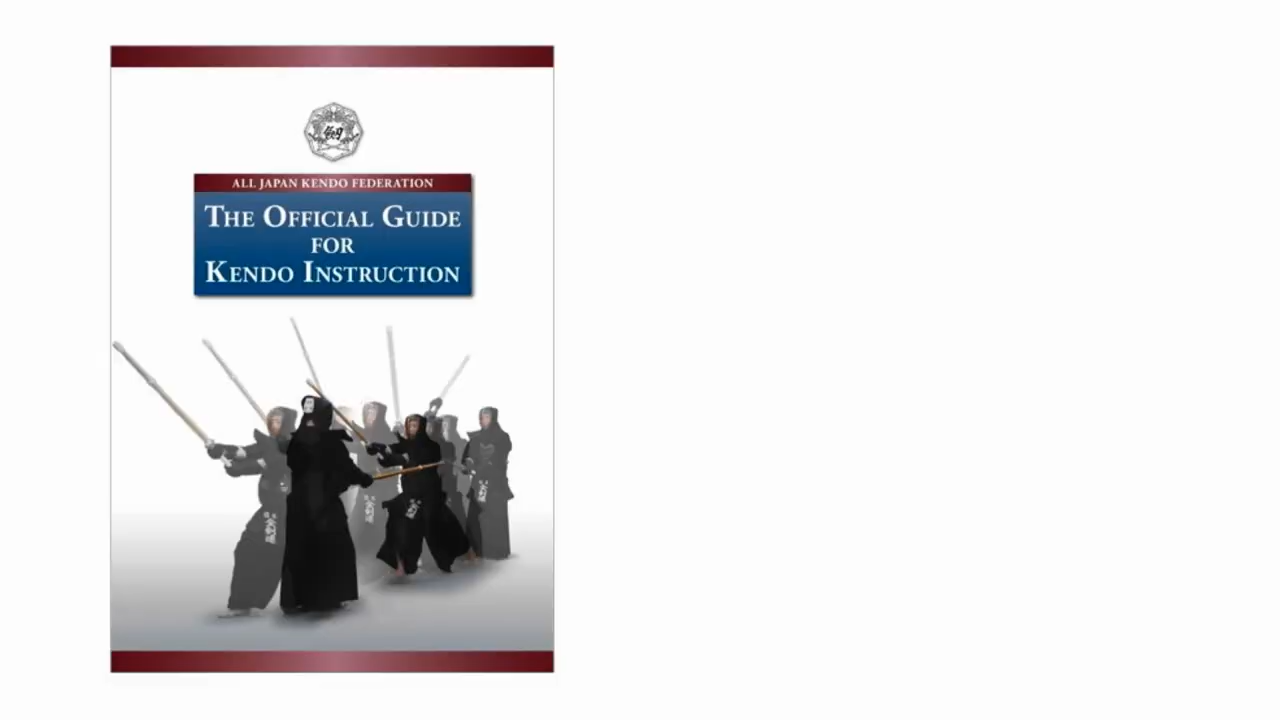 ALL JAPAN KENDO FEDERATION
THE OFFICIAL GUIDE
FOR
KENDO INSTRUCTION